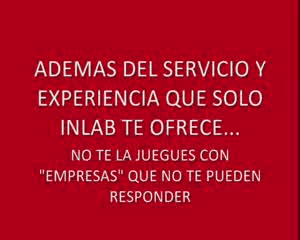 ADEMAS DEL SERVICIO Y
EXPERIENCIA QUE SOLO
INLAB TE OFRECE...
NO TE LA JUEGUES CON
"EMPRESAS" QUE NO TE PUEDEN
RESPONDER